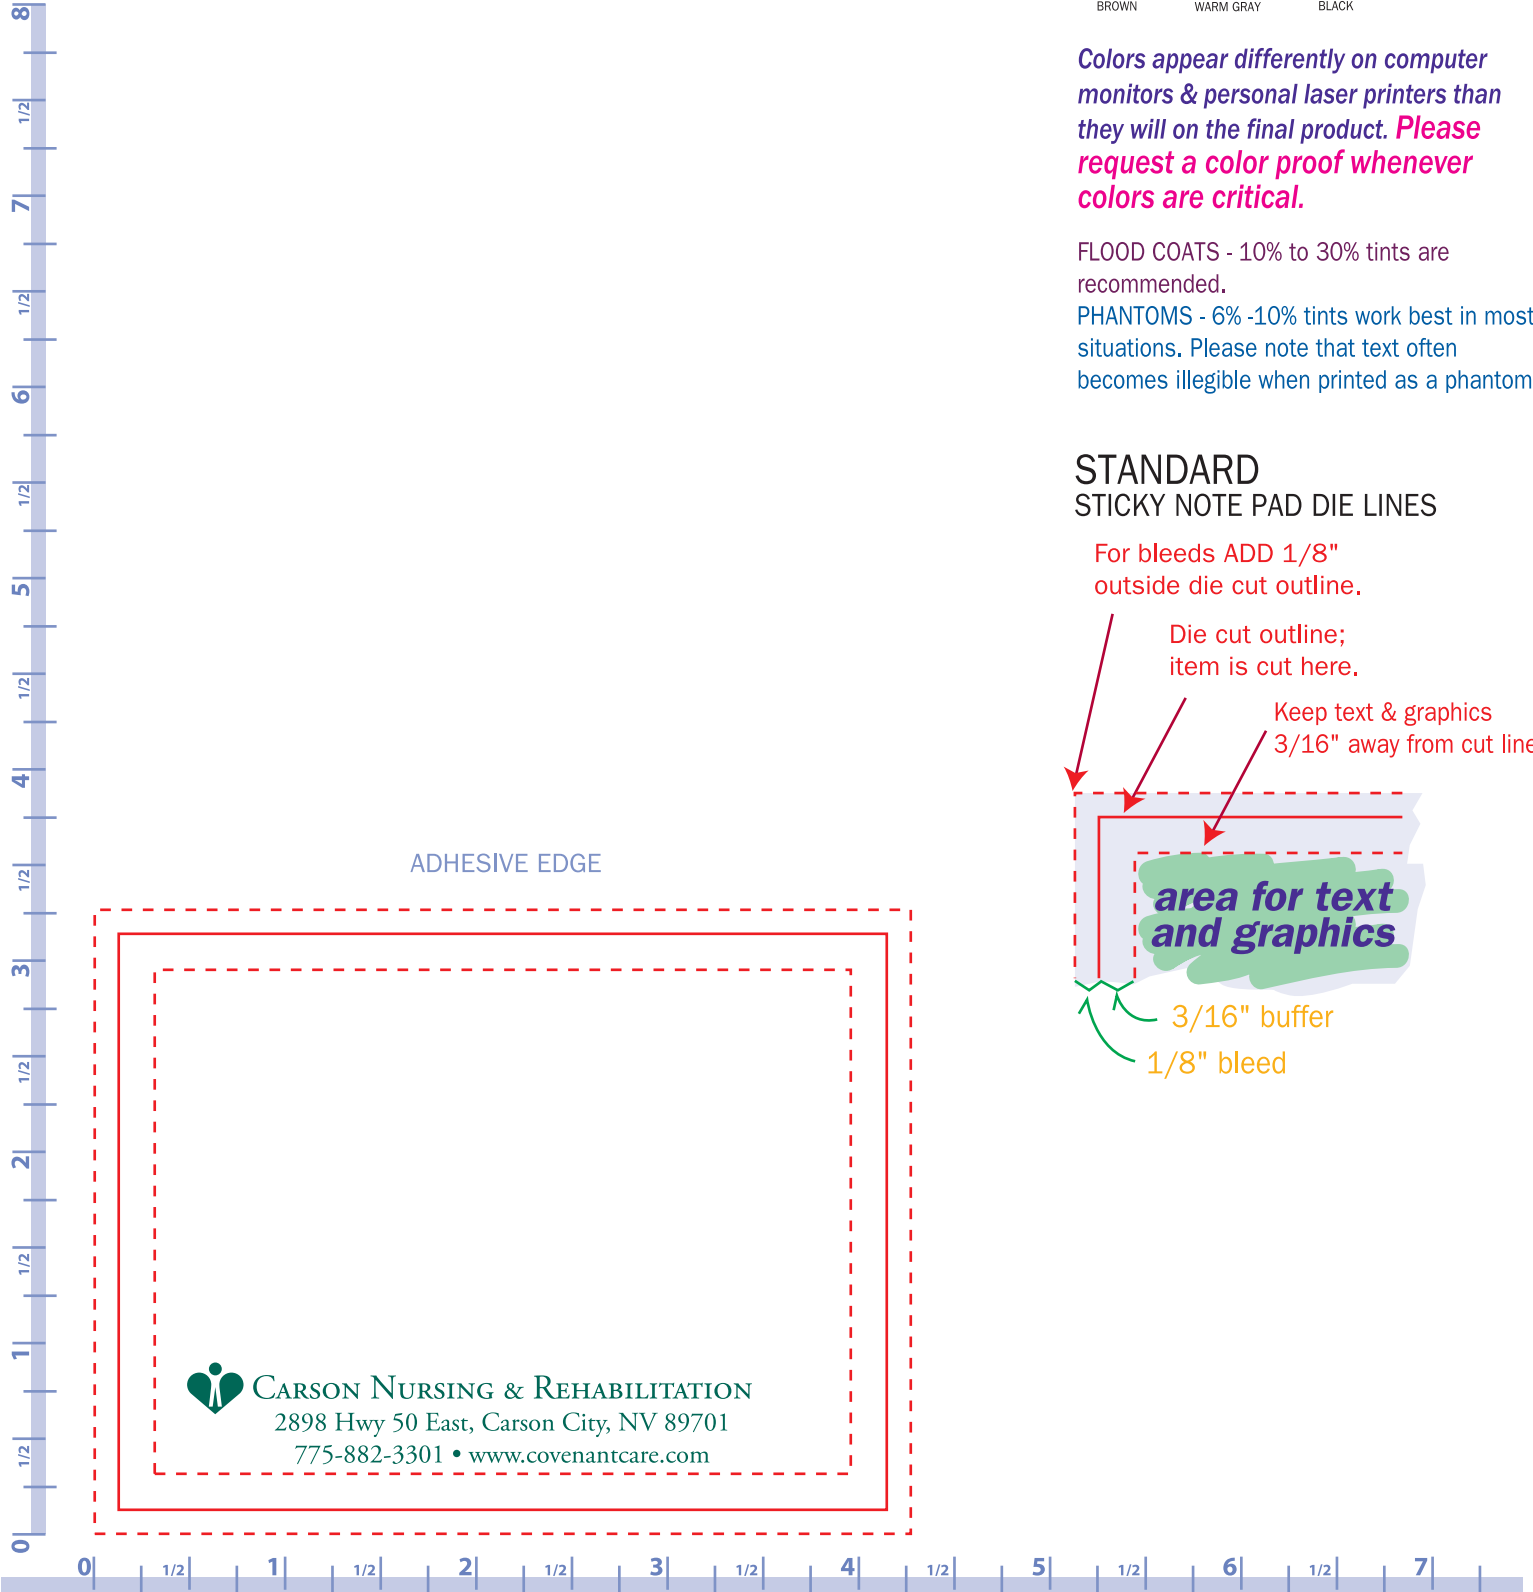 BROWN WARM GRAY BLACK
Colors appear differently on computer
monitors & personal laser printers than
they will on the final product. Please
request a color proof whenever
colors are critical.
FLOOD COATS - 10% to 30% tints are
recommended.
PHANTOMS - 6% -10% tints work best in most
situations. Please note that text often
becomes illegible when printed as a phantom
STANDARD
STICKY NOTE PAD DIE LINES
For bleeds ADD 1/8"
outside die cut outline.
Die cut outline;
item is cut here.
Keep text & graphics
3/16" away from cut line
area for text
and graphics
3/16" buffer
1/8" bleed
ADHESIVE EDGE
CARSON NURSING & REHABILITATION
2898 Hwy 50 East, Carson City, NV 89701
775-882-3301 • www.covenantcare.com
8
1/2
7
1/2
6
1/2
5
1/2
4
1/2
3
1/2
2
1/2
1
1/2
0
0 1/2 1 1/2 2 1/2 3 1/2 4 1/2 5 1/2 6 1/2 7